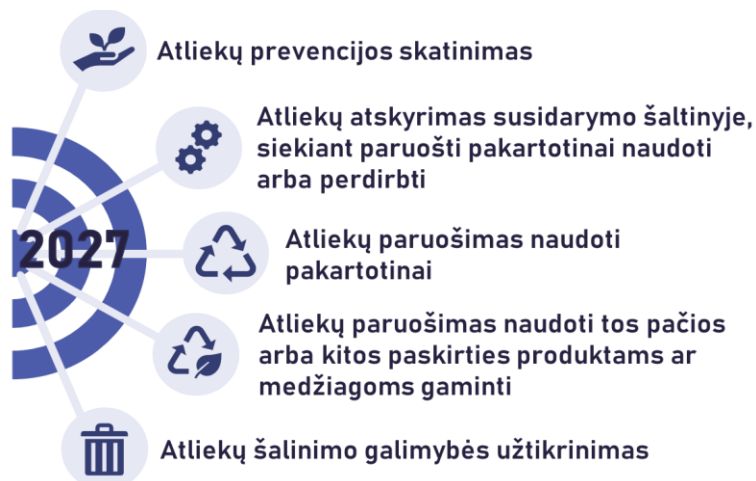 Atliekų prevencijos skatinimas
Atliekų atskyrimas susidarymo šaltinyje,
siekiant paruošti pakartotinai naudoti
arba perdirbti
2027
Atliekų paruošimas naudoti
pakartotinai
Atliekų paruošimas naudoti tos pačios
arba kitos paskirties produktams ar
medžiagoms gaminti
Atliekų šalinimo galimybės užtikrinimas